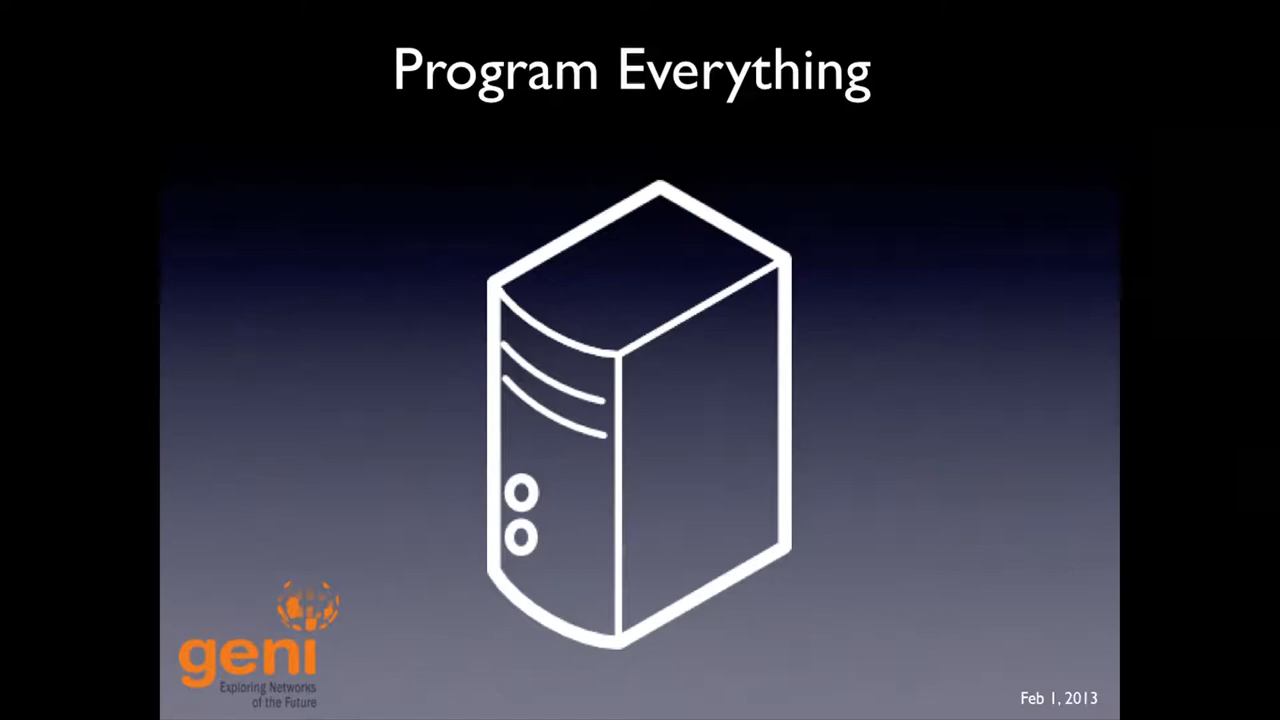 Program Everything
geni
Exploring Networks
of the Future
Feb 1, 2013